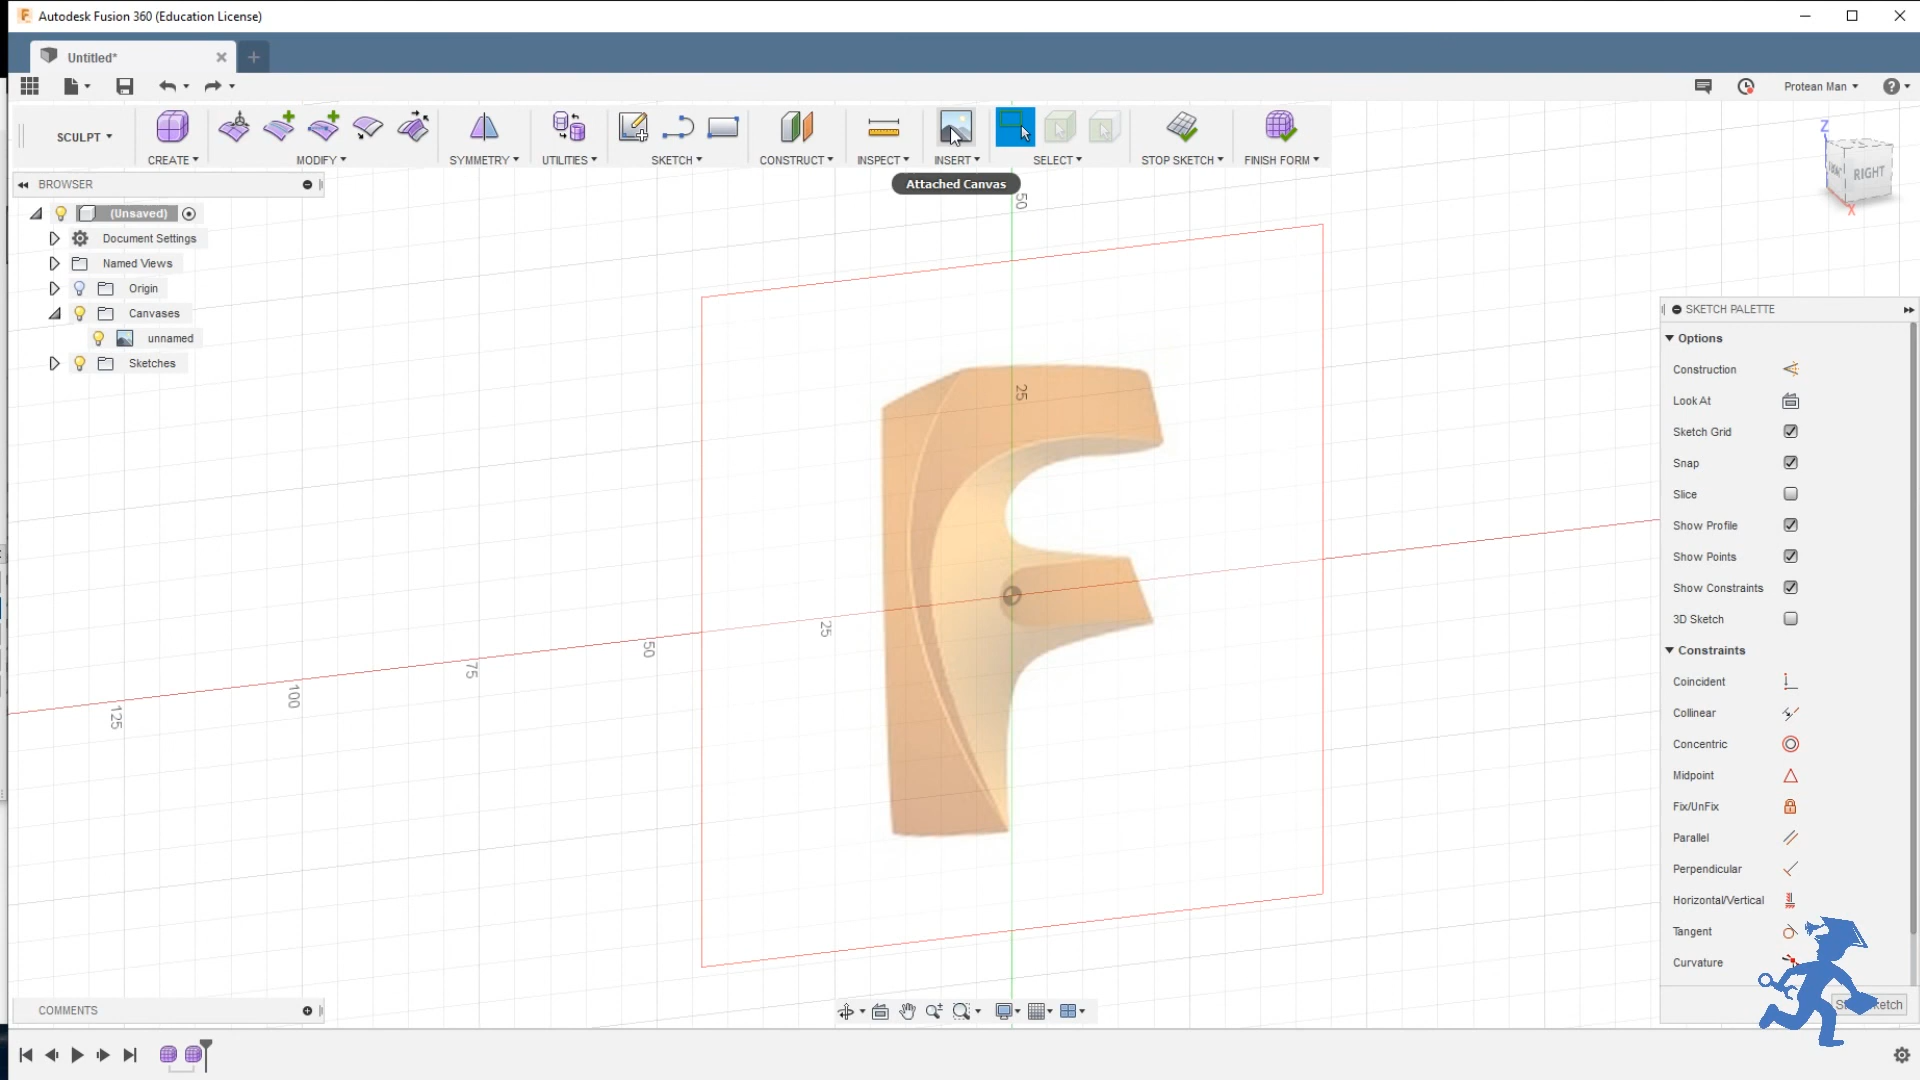 Autodesk Fusion 360 (Education License)
Untitled*
Protean Man
SCULPT
CREATE
MODIFY
SYMMETRY
UTILITIES
SKETCH
CONSTRUCT
INSPECT
INSERT
SELECT
STOP SKETCH
FINISH FORM
Attached Canvas
BROWSER
(Unsaved)
Document Settings
Named Views
Origin
Canvases
unnamed
Sketches
Z
RIGHT
X
50
25
25
50
75
100
125
SKETCH PALETTE
Options
Construction
Look At
Sketch Grid
Snap
Slice
Show Profile
Show Points
Show Constraints
3D Sketch
Constraints
Coincident
Collinear
Concentric
Midpoint
Fix/UnFix
Parallel
Perpendicular
Horizontal/Vertical
Tangent
Curvature
COMMENTS